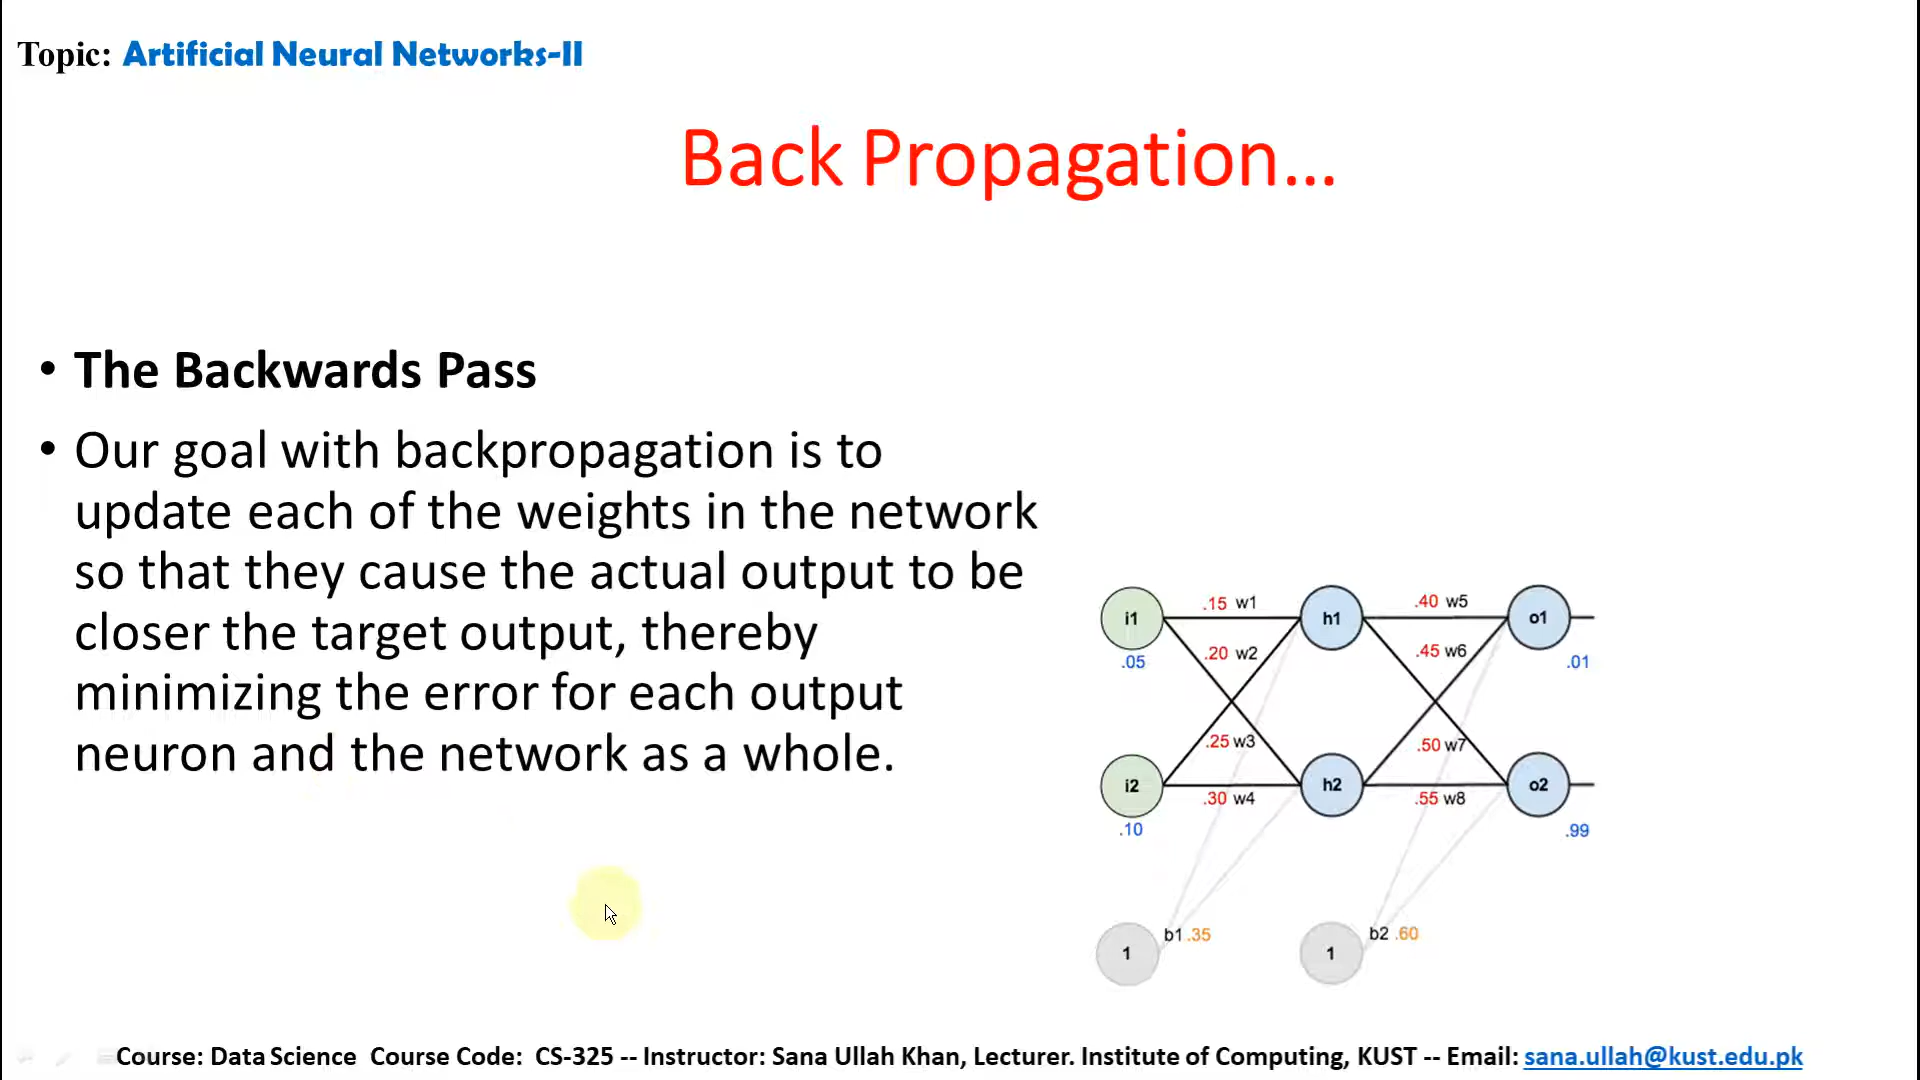 Topic: Artificial Neural Networks-II
Back Propagation...
• The Backwards Pass
• Our goal with backpropagation is to
update each of the weights in the network
so that they cause the actual output to be
closer the target output, thereby
minimizing the error for each output
neuron and the network as a whole.
i1 .15 w1 h1 .40 w5 o1
.05 .20 w2 .45 w6 .01
.25 w3 .50 w7
i2 .30 w4 h2 .55 w8 o2
.10 .99
1 b1 .35 1 b2 .60
Course: Data Science Course Code: CS-325 -- Instructor: Sana Ullah Khan, Lecturer. Institute of Computing, KUST -- Email: sana.ullah@kust.edu.pk